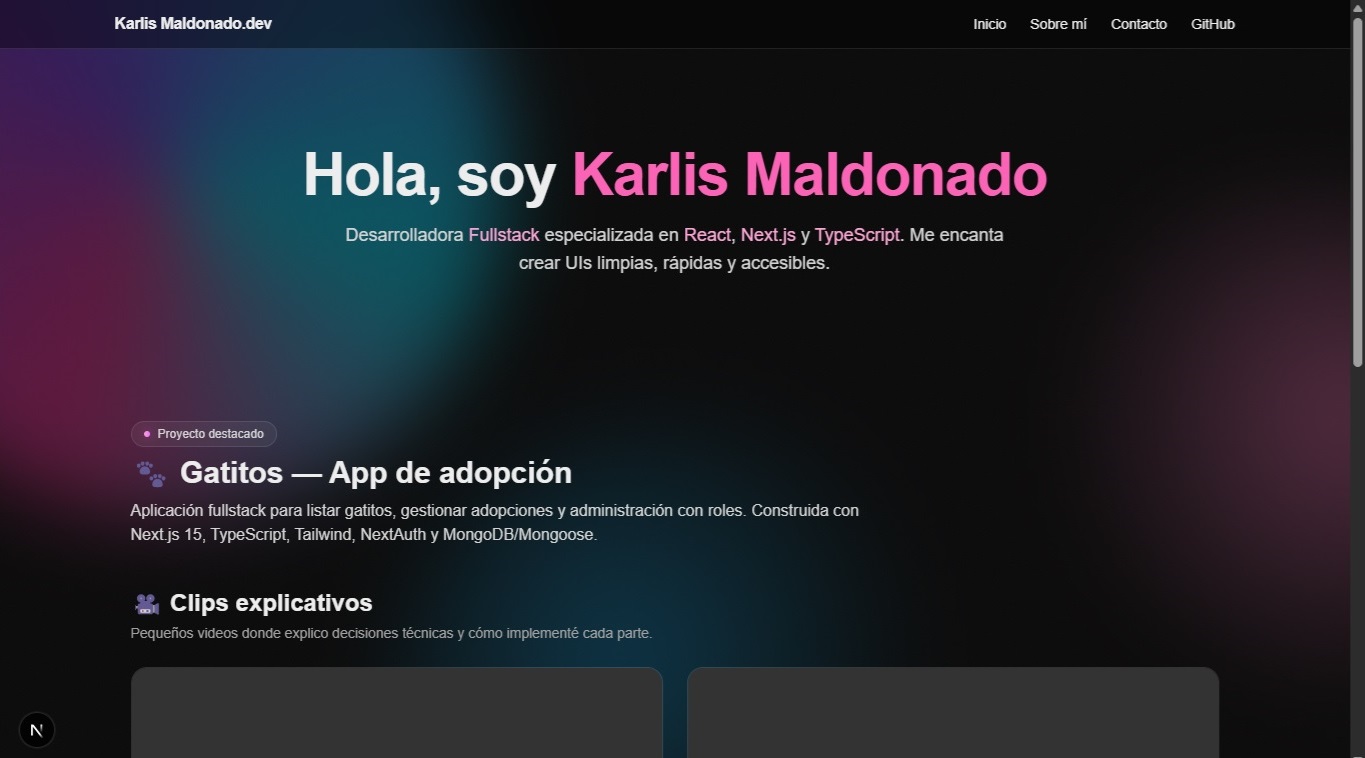 Karlis Maldonado.dev
Inicio Sobre mí Contacto GitHub
Hola, soy Karlis Maldonado
Desarrolladora Fullstack especializada en React, Next.js y TypeScript. Me encanta
crear UIs limpias, rápidas y accesibles.
Proyecto destacado
Gatitos — App de adopción
Aplicación fullstack para listar gatitos, gestionar adopciones y administración con roles. Construida con
Next.js 15, TypeScript, Tailwind, NextAuth y MongoDB/Mongoose.
Clips explicativos
Pequeños videos donde explico decisiones técnicas y cómo implementé cada parte.
N